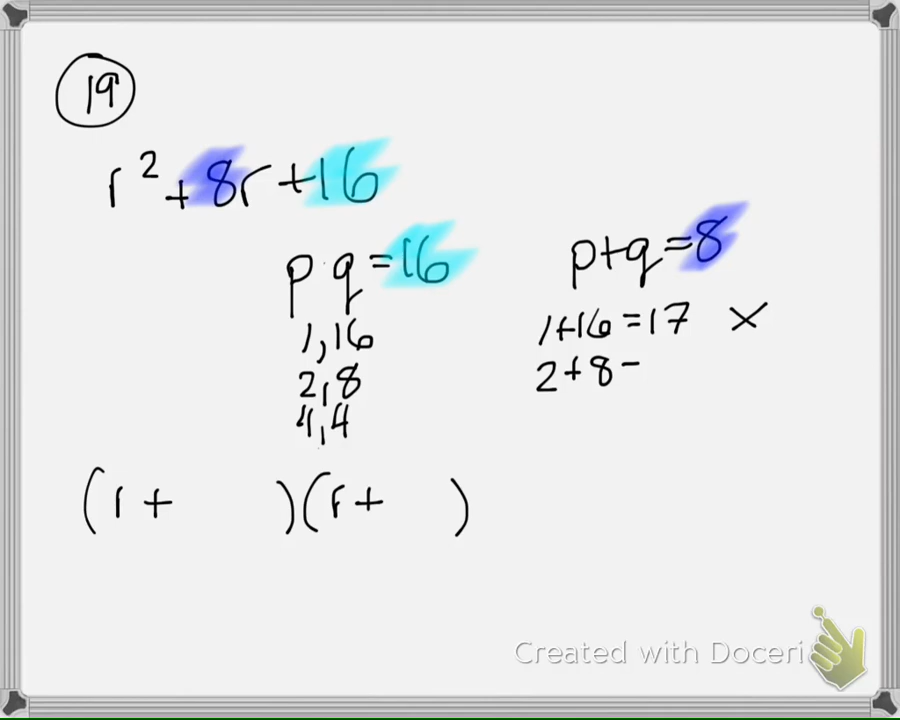 19
r² + 8r + 16
p · q = 16
p + q = 8
1, 16
1 + 16 = 17 ×
2, 8
2 + 8 -
4, 4
(r + )(r + )
Created with Doceri